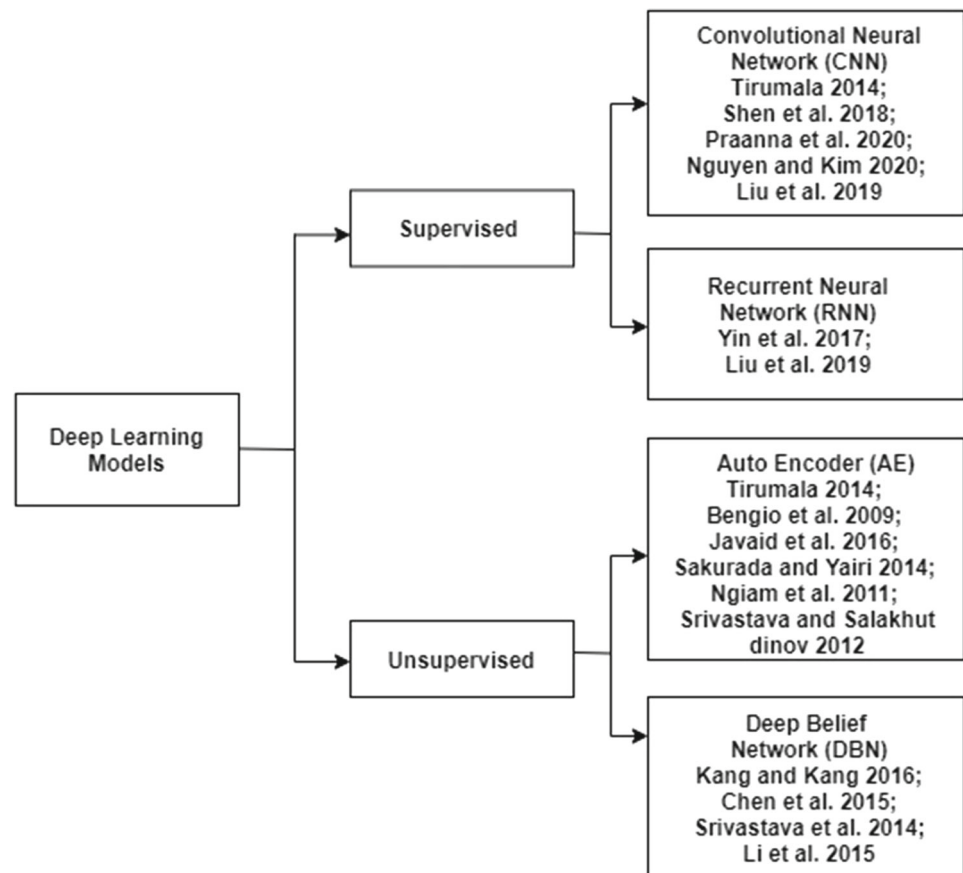 Deep Learning
Models
Supervised
Convolutional Neural
Network (CNN)
Tirumala 2014;
Shen et al. 2018;
Praanna et al. 2020;
Nguyen and Kim 2020;
Liu et al. 2019
Recurrent Neural
Network (RNN)
Yin et al. 2017;
Liu et al. 2019
Unsupervised
Auto Encoder (AE)
Tirumala 2014;
Bengio et al. 2009;
Javaid et al. 2016;
Sakurada and Yairi 2014;
Ngiam et al. 2011;
Srivastava and Salakhut
dinov 2012
Deep Belief
Network (DBN)
Kang and Kang 2016;
Chen et al. 2015;
Srivastava et al. 2014;
Li et al. 2015